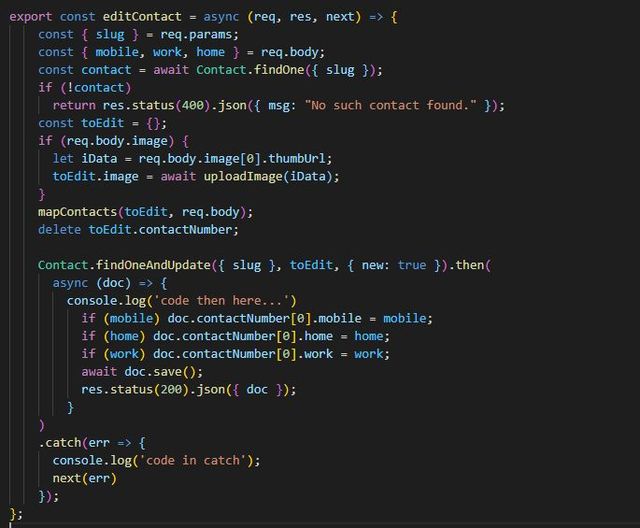 export const editContact = async (req, res, next) => {
    const { slug } = req.params;
    const { mobile, work, home } = req.body;
    const contact = await Contact.findOne({ slug });
    if (!contact)
      return res.status(400).json({ msg: "No such contact found." });
    const toEdit = {};
    if (req.body.image) {
      let iData = req.body.image[0].thumbUrl;
      toEdit.image = await uploadImage(iData);
    }
    mapContacts(toEdit, req.body);
    delete toEdit.contactNumber;

    Contact.findOneAndUpdate({ slug }, toEdit, { new: true }).then(
      async (doc) => {
        console.log('code then here...')
          if (mobile) doc.contactNumber[0].mobile = mobile;
          if (home) doc.contactNumber[0].home = home;
          if (work) doc.contactNumber[0].work = work;
          await doc.save();
          res.status(200).json({ doc });
        }
    )
    .catch(err => {
      console.log('code in catch');
      next(err)
    });
};